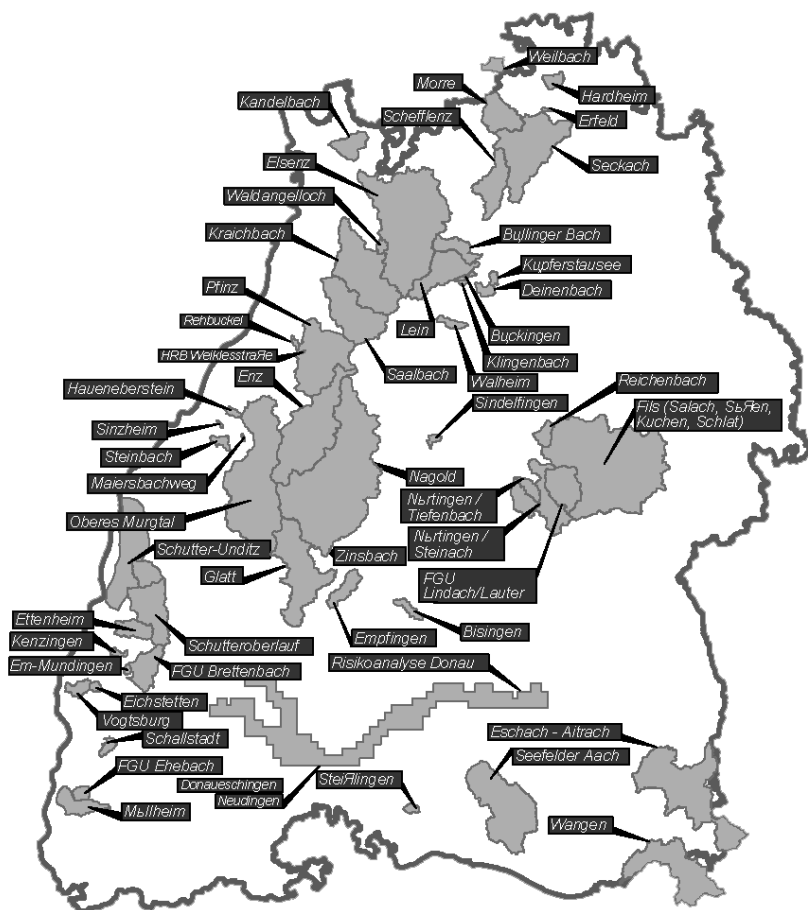 Weilbach
Morre
Hardheim
Kandelbach
Schefflenz
Erfeld
Elsenz
Seckach
Waldangelloch
Kraichbach
Bцllinger Bach
Kupferstausee
Pfinz
Deinenbach
Rehbuckel
Lein
Bцckingen
HRB WeiklesstraЯe
Saalbach
Klingenbach
Enz
Walheim
Haueneberstein
Sindelfingen
Reichenbach
Fils (Salach, SьЯen,
Kuchen, Schlat)
Sinzheim
Steinbach
Maiersbachweg
Nagold
Nьrtingen /
Tiefenbach
Oberes Murgtal
Nьrtingen /
Steinach
Schutter-Unditz
Zinsbach
Glatt
FGU
Lindach/Lauter
Ettenheim
Kenzingen
Schutteroberlauf
Empfingen
Bisingen
Em-Mundingen
FGU Brettenbach
Risikoanalyse Donau
Eichstetten
Vogtsburg
Schallstadt
Eschach - Aitrach
Seefelder Aach
FGU Ehebach
Donaueschingen
Neudingen
SteiЯlingen
Mьllheim
Wangen